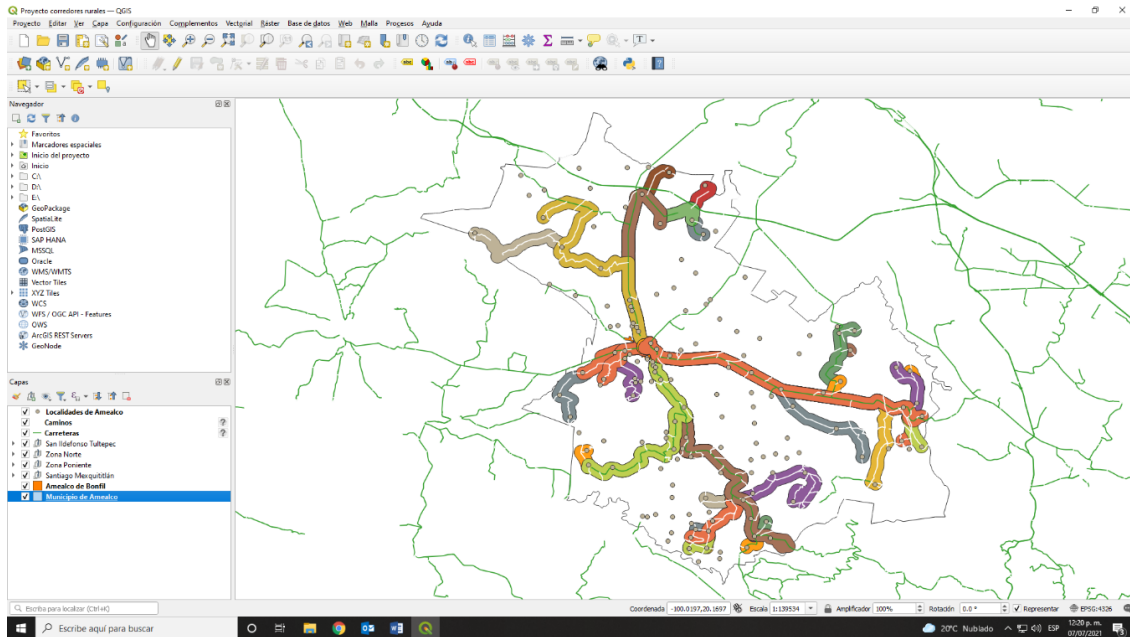 Proyecto corredores rurales — QGIS
Proyecto Editar Ver Capa Configuración Complementos Vectorial Ráster Base de datos Web Malla Procesos Ayuda
Navegador
Favoritos
Marcadores espaciales
Inicio del proyecto
Inicio
C:\
D:\
E:\
GeoPackage
SpatiaLite
PostGIS
SAP HANA
MSSQL
Oracle
WMS/WMTS
Vector Tiles
XYZ Tiles
WCS
WFS / OGC API - Features
OWS
ArcGIS REST Servers
GeoNode
Capas
Localidades de Amealco
Caminos ?
Carreteras ?
San Ildefonso Tultepec
Zona Norte
Zona Poniente
Santiago Mexquititlán
Amealco de Bonfil
Municipio de Amealco
Escriba para localizar (Ctrl+K)
Coordenada -100.0197,20.1697 Escala 1:139534 Amplificador 100% Rotación 0.0 ° Representar EPSG:4326
Escribe aquí para buscar
20°C Nublado ESP 12:20 p. m.
07/07/2021